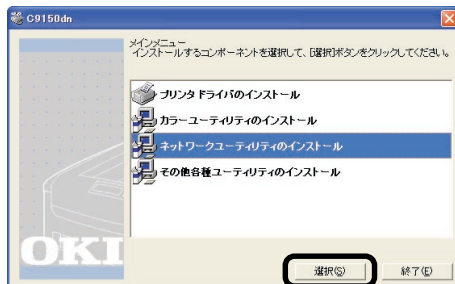 C9150dn
メインメニュー
インストールするコンポーネントを選択して、[選択]ボタンをクリックしてください。
プリンタ ドライバのインストール
カラーユーティリティのインストール
ネットワークユーティリティのインストール
その他各種ユーティリティのインストール
OKI
選択(S)
終了(E)